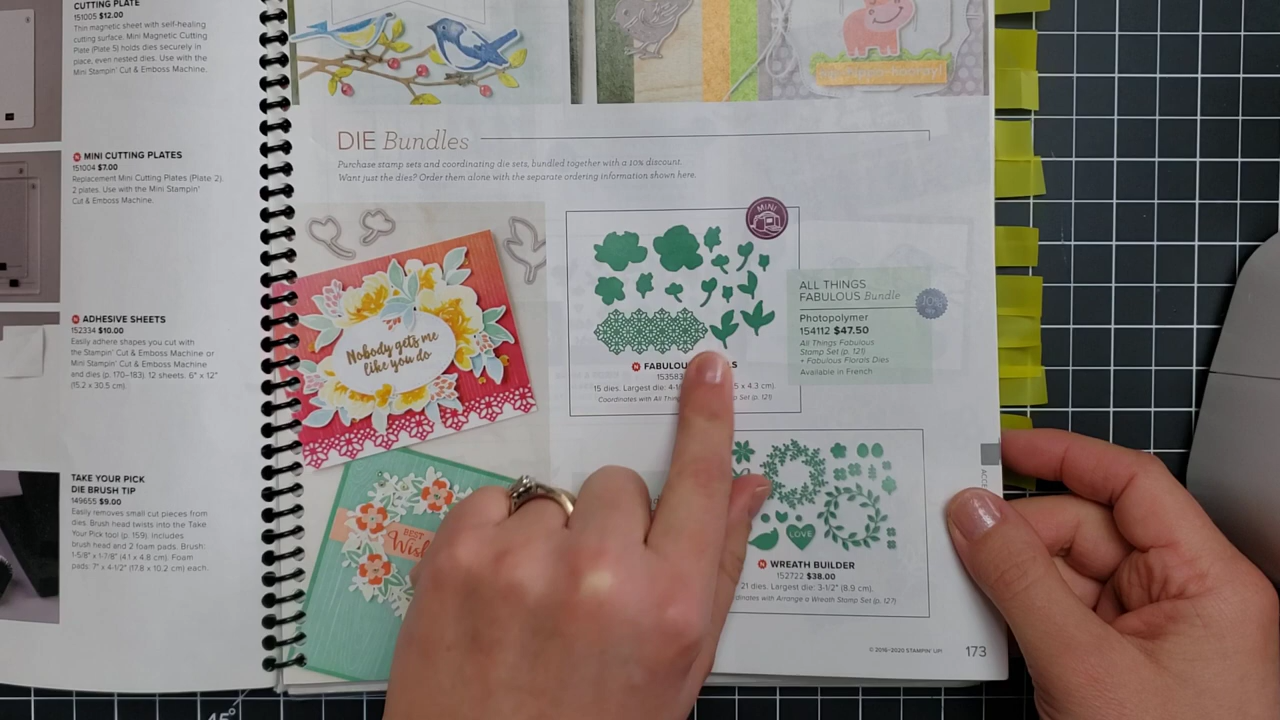 CUTTING PLATE
151005 $12.00
Thin magnetic sheet with self-healing
cutting surface. Mini Magnetic Cutting
Plate (Plate 5) holds dies securely in
place, even nested dies. Use with the
Mini Stampin' Cut & Emboss Machine.
MINI CUTTING PLATES
151004 $7.00
Replacement Mini Cutting Plates (Plate 2).
2 plates. Use with the Mini Stampin'
Cut & Emboss Machine.
ADHESIVE SHEETS
152334 $10.00
Easily adhere shapes you cut with
the Stampin' Cut & Emboss Machine or
Mini Stampin' Cut & Emboss Machine
and dies (p. 170–183). 12 sheets. 6" x 12"
(15.2 x 30.5 cm).
TAKE YOUR PICK
DIE BRUSH TIP
149655 $9.00
Easily removes small cut pieces from
dies. Brush head twists into the Take
Your Pick tool (p. 159). Includes
brush head and 2 foam pads. Brush:
1-5/8" x 1-7/8" (4.1 x 4.8 cm). Foam
pads: 7" x 4-1/2" (17.8 x 10.2 cm) each.
DIE Bundles
Purchase stamp sets and coordinating die sets, bundled together with a 10% discount.
Want just the dies? Order them alone with the separate ordering information shown here.
Nobody gets me
like you do
BEST
MINI
15 dies. Largest die:
Coordinates with All
(p. 121)
ALL THINGS
FABULOUS Bundle
10%
Photopolymer
154112 $47.50
All Things Fabulous
Stamp Set (p. 121)
+ Fabulous Florals Dies
Available in French
LOVE
WREATH BUILDER
152722 $38.00
21 dies. Largest die: 3-1/2" (8.9 cm).
with Arrange a Wreath Stamp Set (p. 127)
© 2016–2020 STAMPIN' UP!
173